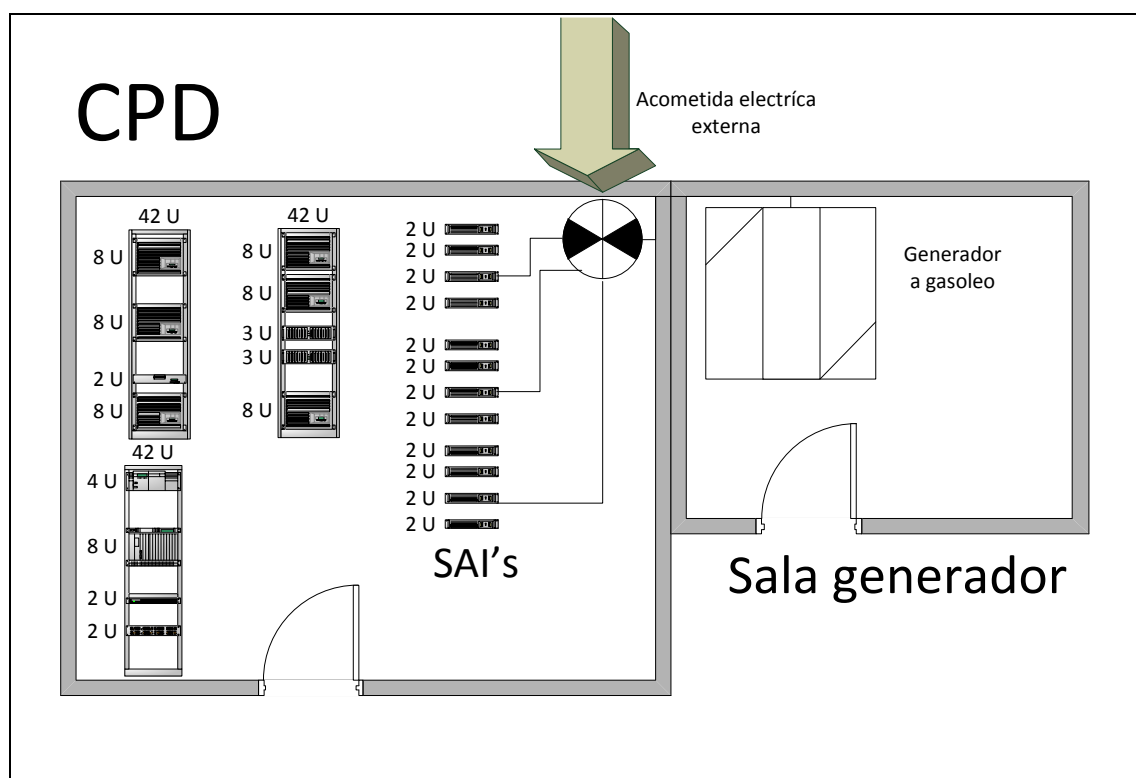 CPD
Acometida electríca
externa
42 U
8 U
8 U
2 U
8 U
42 U
8 U
8 U
3 U
3 U
8 U
42 U
4 U
8 U
2 U
2 U
2 U
2 U
2 U
2 U
2 U
2 U
2 U
2 U
2 U
2 U
2 U
2 U
SAI's
Generador
a gasoleo
Sala generador